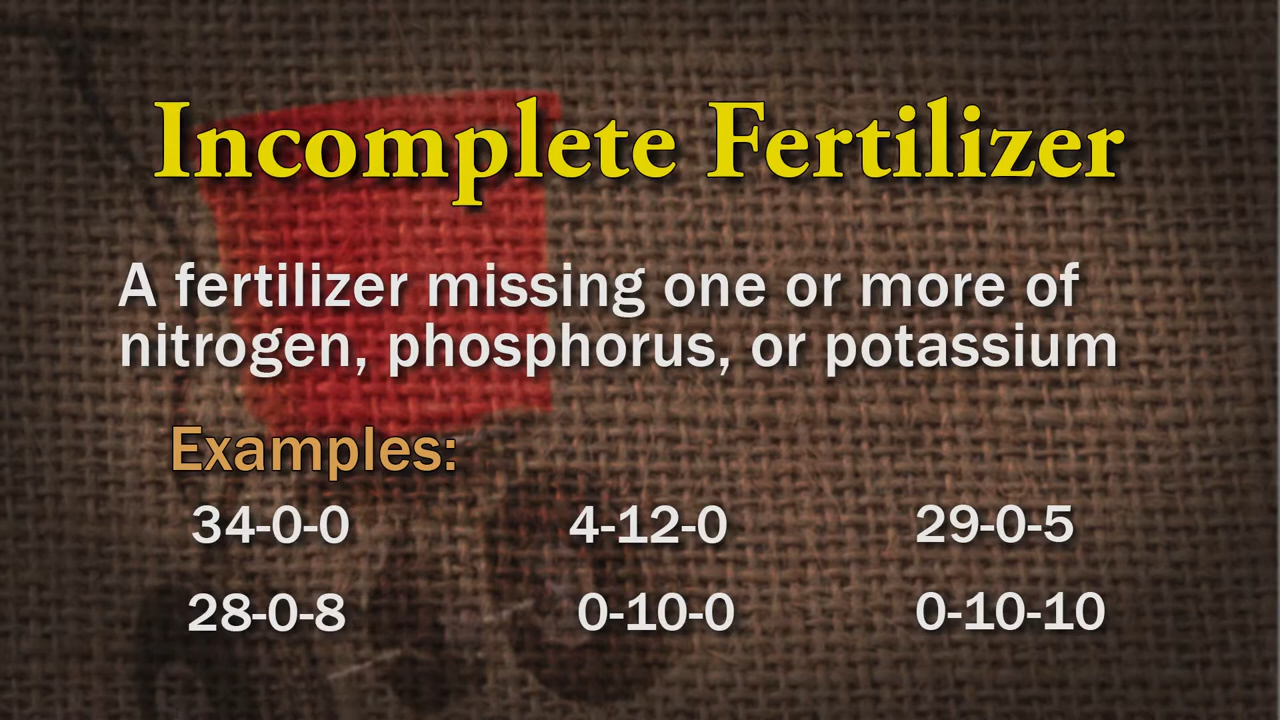 Incomplete Fertilizer
A fertilizer missing one or more of
nitrogen, phosphorus, or potassium
Examples:
34-0-0 4-12-0 29-0-5
28-0-8 0-10-0 0-10-10